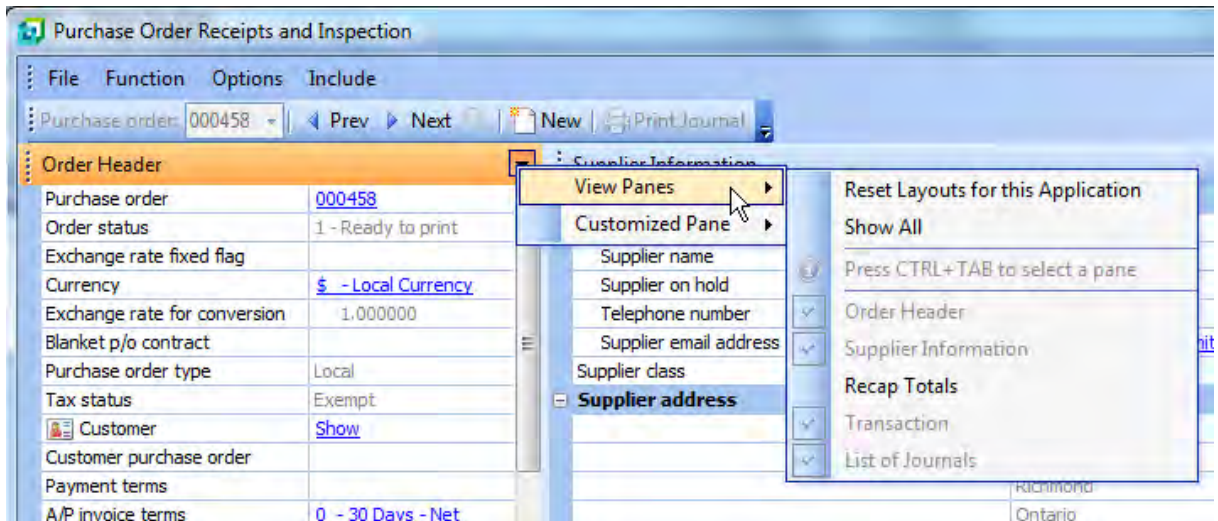 Purchase Order Receipts and Inspection
File Function Options Include
Purchase order: 000458 Prev Next New Print Journal
Order Header
Supplier Information
Purchase order 000458
Order status 1 - Ready to print
Exchange rate fixed flag
Currency $ - Local Currency
Exchange rate for conversion 1.000000
Blanket p/o contract
Purchase order type Local
Tax status Exempt
Customer Show
Customer purchase order
Payment terms
A/P invoice terms 0 - 30 Days - Net
View Panes
Customized Pane
Supplier name
Supplier on hold
Telephone number
Supplier email address
Supplier class
Supplier address
Richmond
Ontario
Reset Layouts for this Application
Show All
Press CTRL+TAB to select a pane
Order Header
Supplier Information
Recap Totals
Transaction
List of Journals